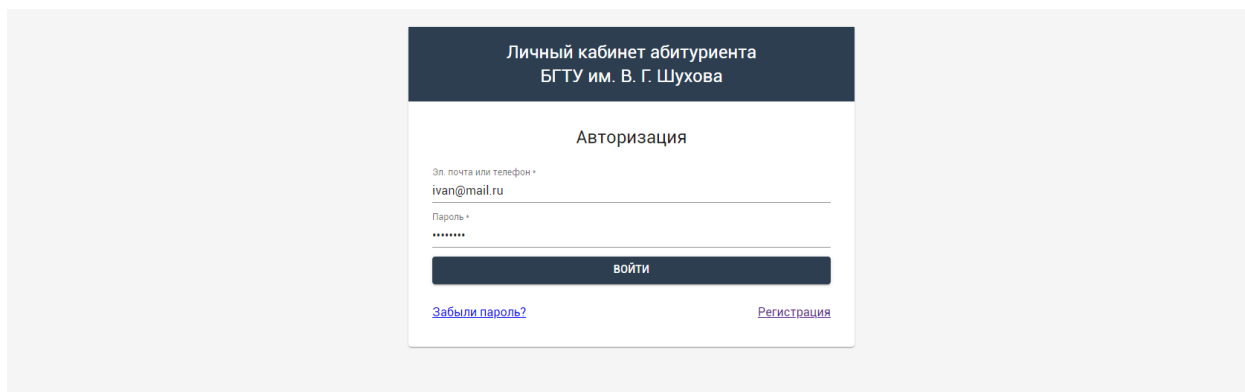 Личный кабинет абитуриента
БГТУ им. В. Г. Шухова
Авторизация
Эл. почта или телефон *
ivan@mail.ru
Пароль *
••••••••
ВОЙТИ
Забыли пароль? Регистрация